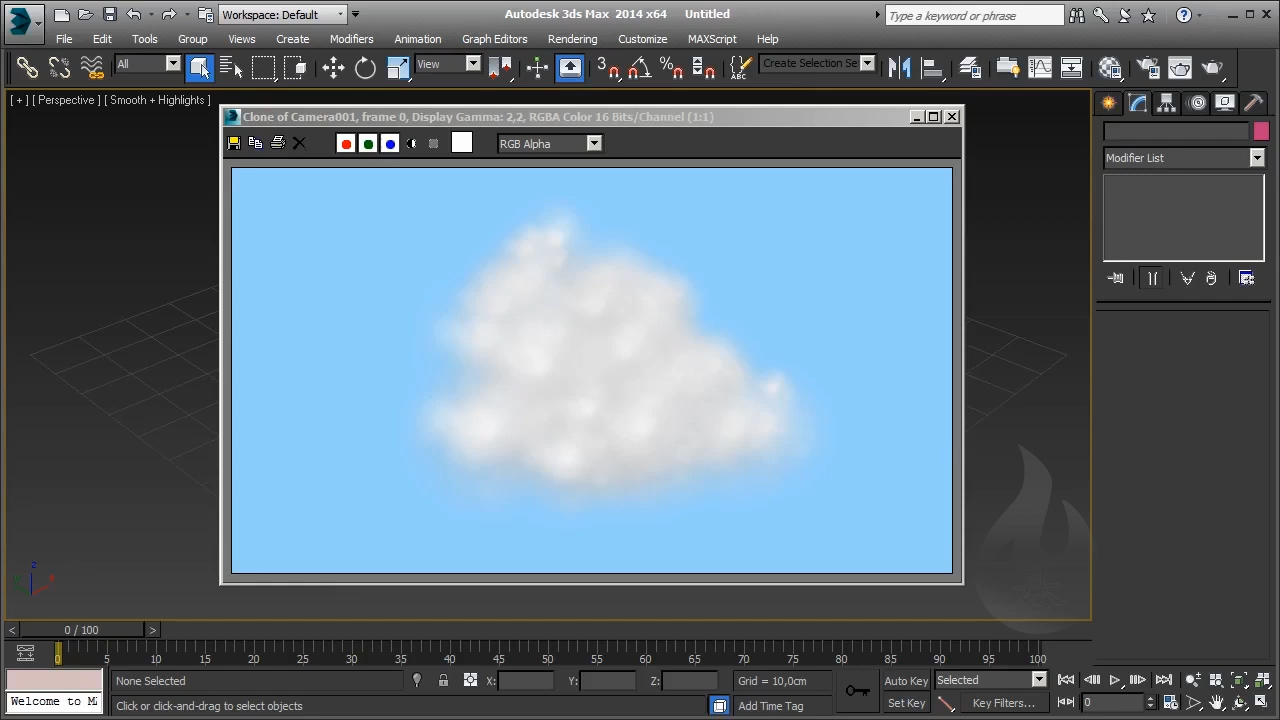 Workspace: Default
Autodesk 3ds Max 2014 x64 Untitled
Type a keyword or phrase
File Edit Tools Group Views Create Modifiers Animation Graph Editors Rendering Customize MAXScript Help
All
View
3
ABC
Create Selection Se
[ + ] [ Perspective ] [ Smooth + Highlights ]
Clone of Camera001, frame 0, Display Gamma: 2,2, RGBA Color 16 Bits/Channel (1:1)
RGB Alpha
Modifier List
z
x
0 / 100
0 5 10 15 20 25 30 35 40 45 50 55 60 65 70 75 80 85 90 95 100
None Selected
X:
Y:
Z:
Grid = 10,0cm
Auto Key
Selected
Welcome to M
Click or click-and-drag to select objects
Add Time Tag
Set Key
Key Filters...
0